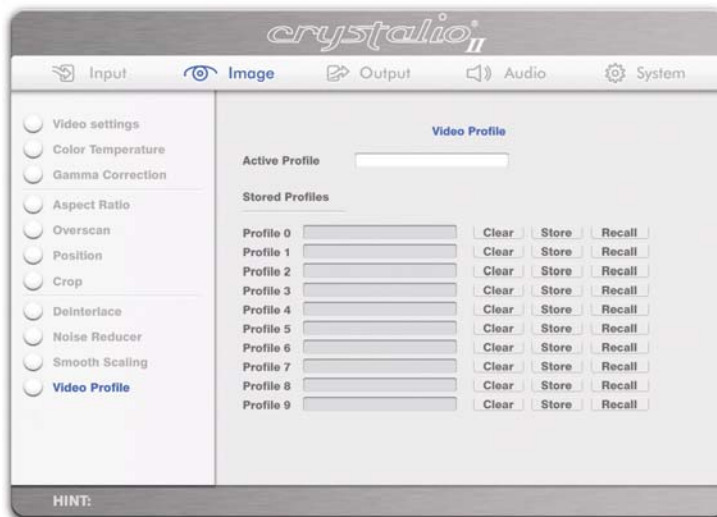 crystalio® II
Input Image Output Audio System
Video settings
Color Temperature
Gamma Correction
Aspect Ratio
Overscan
Position
Crop
Deinterlace
Noise Reducer
Smooth Scaling
Video Profile
Video Profile
Active Profile
Stored Profiles
Profile 0 Clear Store Recall
Profile 1 Clear Store Recall
Profile 2 Clear Store Recall
Profile 3 Clear Store Recall
Profile 4 Clear Store Recall
Profile 5 Clear Store Recall
Profile 6 Clear Store Recall
Profile 7 Clear Store Recall
Profile 8 Clear Store Recall
Profile 9 Clear Store Recall
HINT: